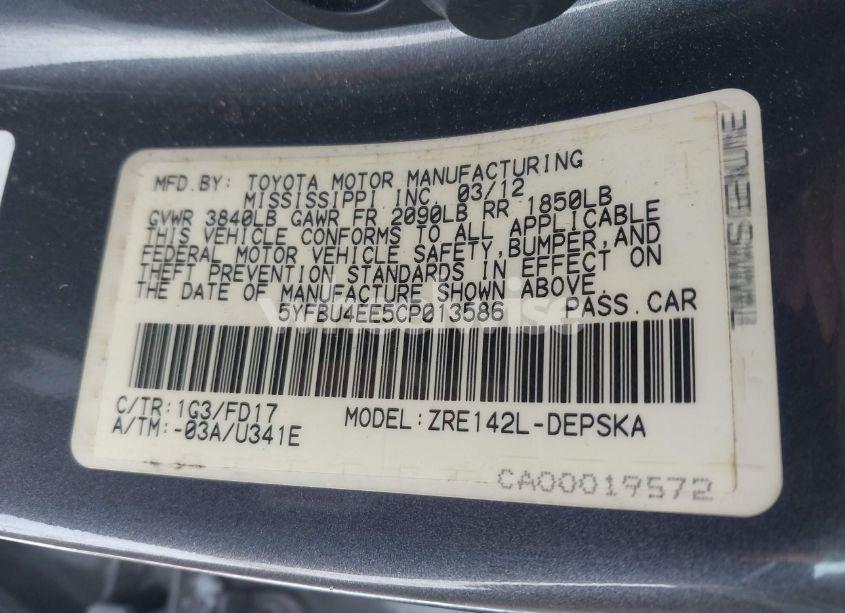 MFD.BY: TOYOTA MOTOR MANUFACTURING
MISSISSIPPI INC. 03/12
GVWR 3840LB GAWR FR 2090LB RR 1850LB
THIS VEHICLE CONFORMS TO ALL APPLICABLE
FEDERAL MOTOR VEHICLE SAFETY,BUMPER,AND
THEFT PREVENTION STANDARDS IN EFFECT ON
THE DATE OF MANUFACTURE SHOWN ABOVE.
5YFBU4EE5CP013586 PASS.CAR
C/TR:1G3/FD17 MODEL:ZRE142L-DEPSKA
A/TM:-03A/U341E
CA00019572